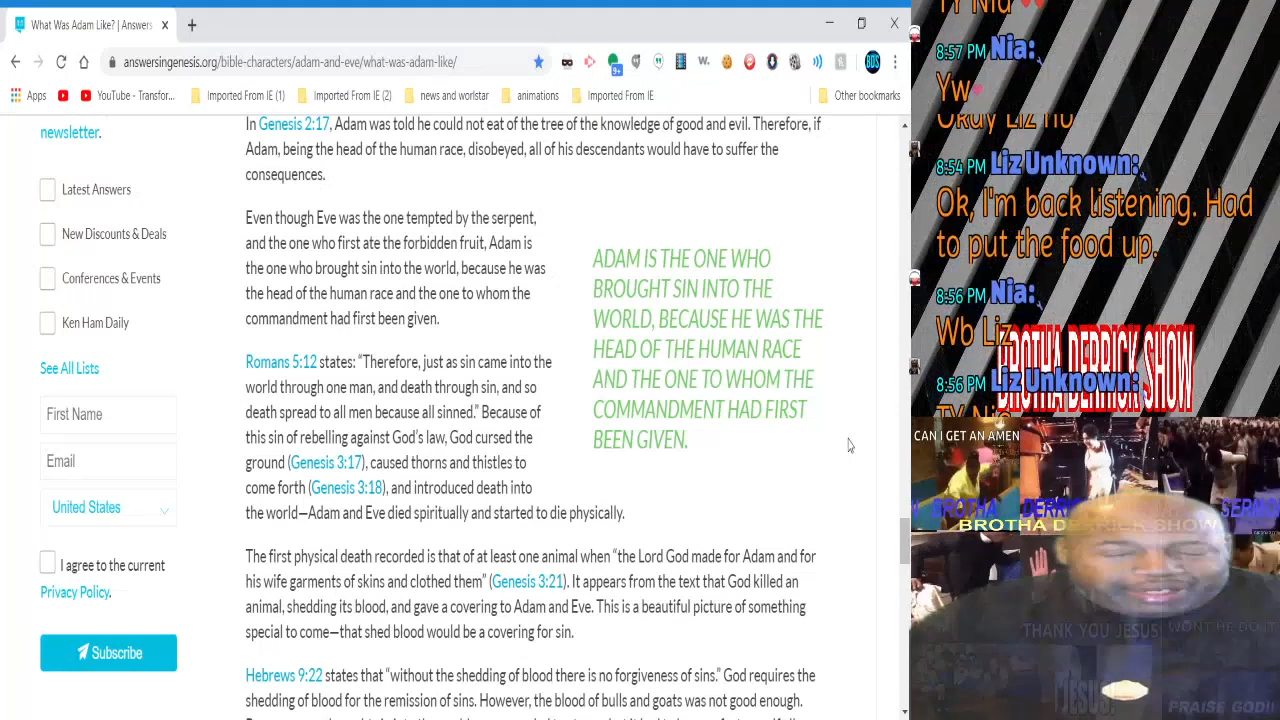 What Was Adam Like? | Answers
answersingenesis.org/bible-characters/adam-and-eve/what-was-adam-like/
9+
W.
BDS
Apps
YouTube - Transfor...
Imported From IE (1)
Imported From IE (2)
news and worlstar
animations
Imported From IE
Other bookmarks
newsletter.
Latest Answers
New Discounts & Deals
Conferences & Events
Ken Ham Daily
See All Lists
First Name
Email
United States
I agree to the current
Privacy Policy.
Subscribe
In Genesis 2:17, Adam was told he could not eat of the tree of the knowledge of good and evil. Therefore, if
Adam, being the head of the human race, disobeyed, all of his descendants would have to suffer the
consequences.
Even though Eve was the one tempted by the serpent,
and the one who first ate the forbidden fruit, Adam is
the one who brought sin into the world, because he was
the head of the human race and the one to whom the
commandment had first been given.
ADAM IS THE ONE WHO
BROUGHT SIN INTO THE
WORLD, BECAUSE HE WAS THE
HEAD OF THE HUMAN RACE
AND THE ONE TO WHOM THE
COMMANDMENT HAD FIRST
BEEN GIVEN.
Romans 5:12 states: “Therefore, just as sin came into the
world through one man, and death through sin, and so
death spread to all men because all sinned.” Because of
this sin of rebelling against God’s law, God cursed the
ground (Genesis 3:17), caused thorns and thistles to
come forth (Genesis 3:18), and introduced death into
the world—Adam and Eve died spiritually and started to die physically.
The first physical death recorded is that of at least one animal when “the Lord God made for Adam and for
his wife garments of skins and clothed them” (Genesis 3:21). It appears from the text that God killed an
animal, shedding its blood, and gave a covering to Adam and Eve. This is a beautiful picture of something
special to come—that shed blood would be a covering for sin.
Hebrews 9:22 states that “without the shedding of blood there is no forgiveness of sins.” God requires the
shedding of blood for the remission of sins. However, the blood of bulls and goats was not good enough.
TY Nia
8:57 PM Nia:
Yw
Okay Liz
8:54 PM Liz Unknown:
Ok, I'm back listening. Had
to put the food up.
8:56 PM Nia:
Wb Liz
BROTHA DERRICK SHOW
8:56 PM Liz Unknown:
TY Nia
CAN I GET AN AMEN
BROTHA
BROTHA DERRICK SHOW
THANK YOU JESUS!
WONT HE DO IT
JESUS!
PRAISE GOD!!